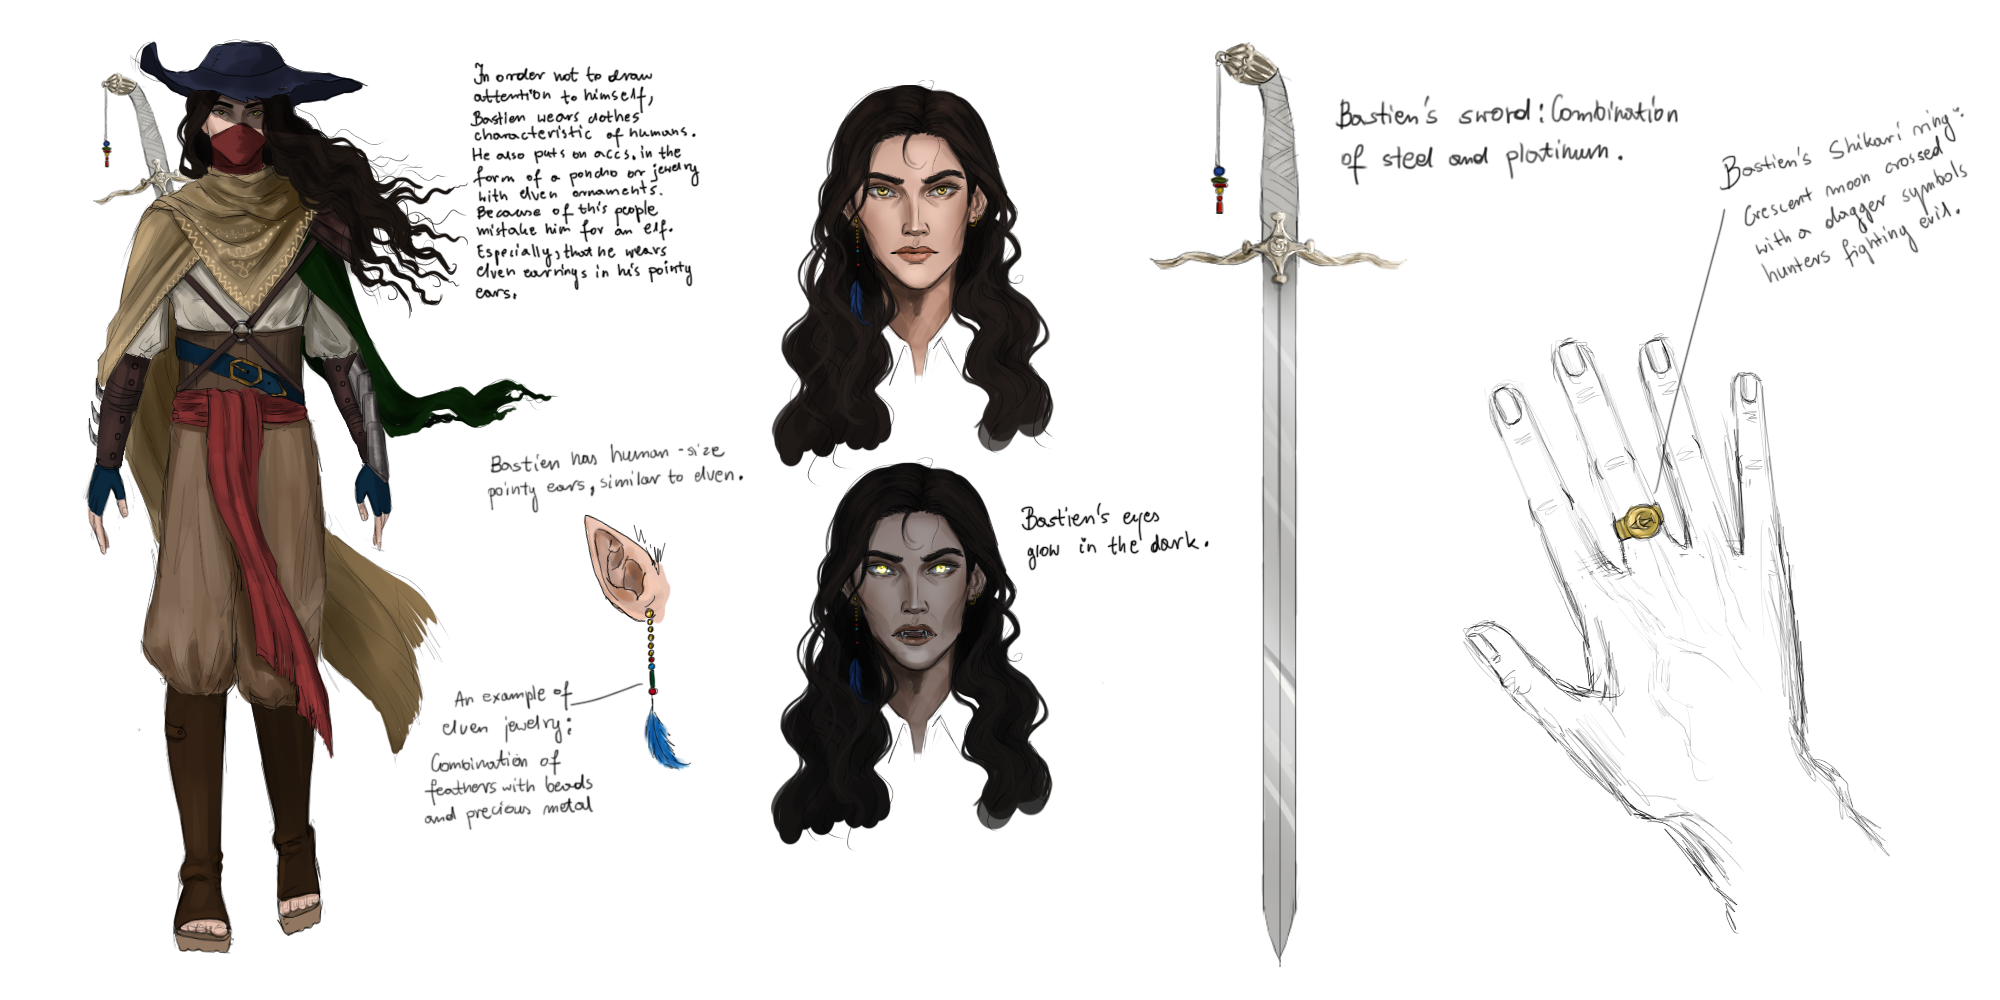 In order not to draw
attention to himself,
Bastien wears clothes
characteristic of humans.
He also puts on accs. in the
form of a poncho or jewelry
with elven ornaments.
Because of this people
mistake him for an elf.
Especially, that he wears
elven earrings in his pointy
ears.
Bastien has human-size
pointy ears, similar to elven.
An example of
elven jewelry:
Combination of
feathers with beads
and precious metal
Bastien's eyes
glow in the dark.
Bastien's sword: Combination
of steel and platinum.
Bastien's Shikari ring:
Crescent moon crossed
with a dagger symbols
hunters fighting evil.